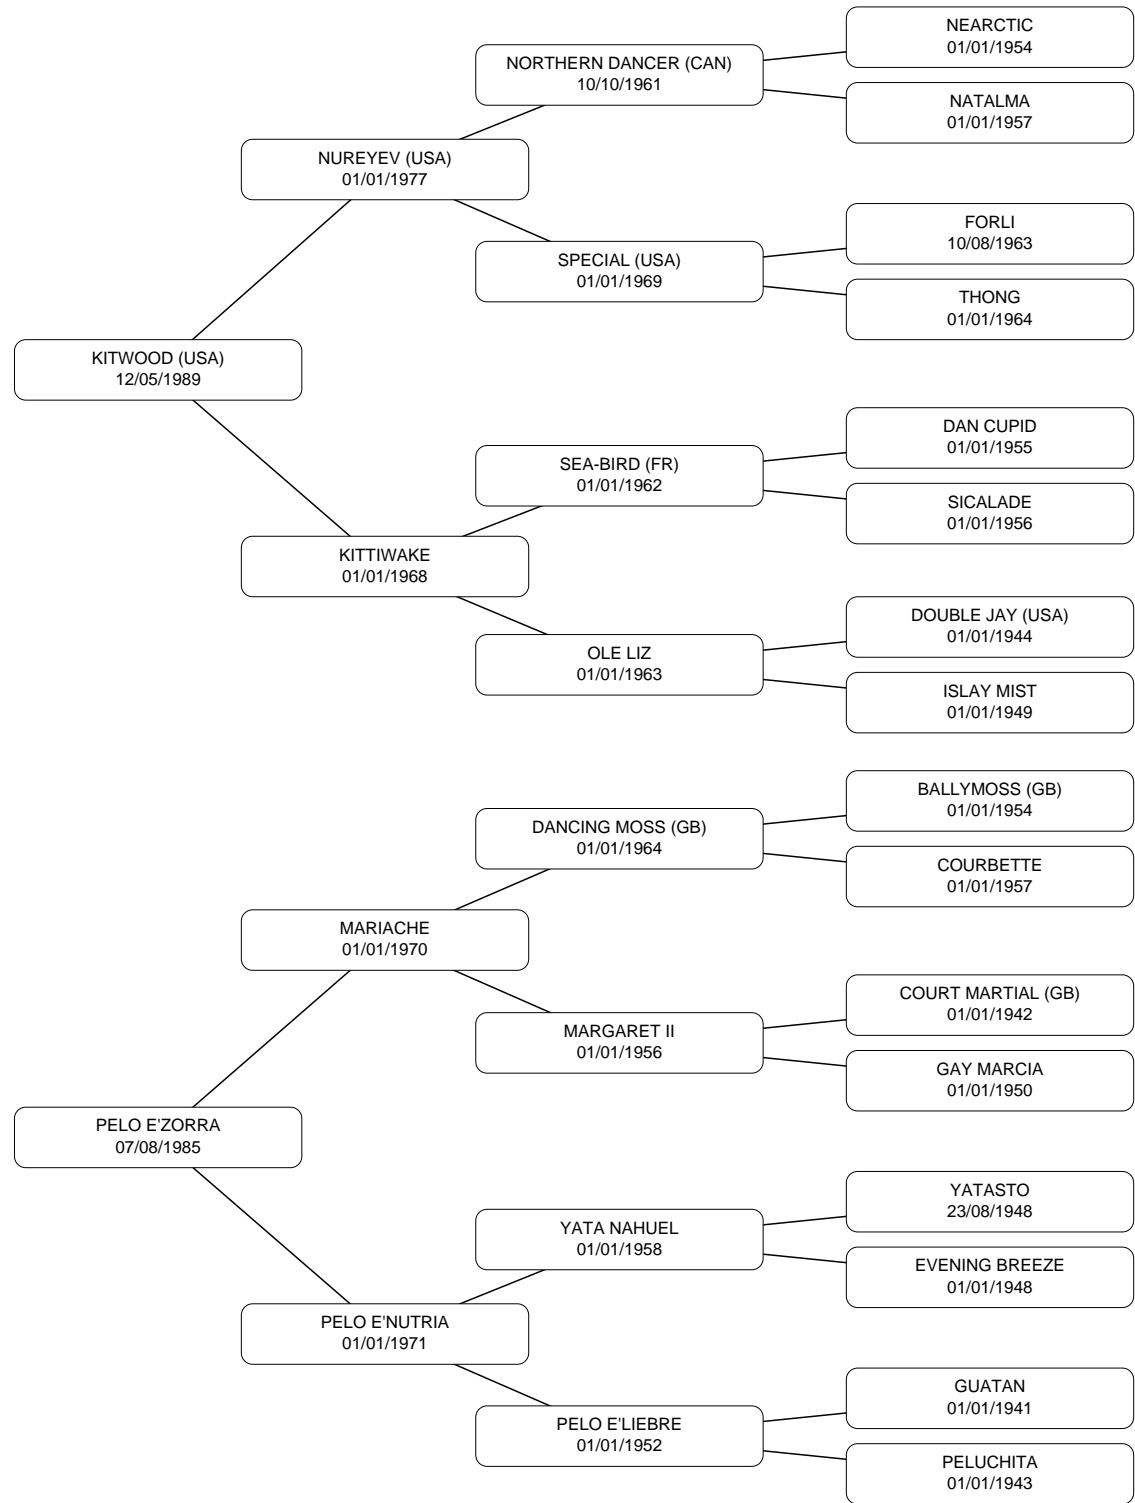 NEARCTIC
01/01/1954
NORTHERN DANCER (CAN)
10/10/1961
NATALMA
01/01/1957
NUREYEV (USA)
01/01/1977
FORLI
10/08/1963
SPECIAL (USA)
01/01/1969
THONG
01/01/1964
KITWOOD (USA)
12/05/1989
DAN CUPID
01/01/1955
SEA-BIRD (FR)
01/01/1962
SICALADE
01/01/1956
KITTIWAKE
01/01/1968
DOUBLE JAY (USA)
01/01/1944
OLE LIZ
01/01/1963
ISLAY MIST
01/01/1949
BALLYMOSS (GB)
01/01/1954
DANCING MOSS (GB)
01/01/1964
COURBETTE
01/01/1957
MARIACHE
01/01/1970
COURT MARTIAL (GB)
01/01/1942
MARGARET II
01/01/1956
GAY MARCIA
01/01/1950
PELO E'ZORRA
07/08/1985
YATASTO
23/08/1948
YATA NAHUEL
01/01/1958
EVENING BREEZE
01/01/1948
PELO E'NUTRIA
01/01/1971
GUATAN
01/01/1941
PELO E'LIEBRE
01/01/1952
PELUCHITA
01/01/1943